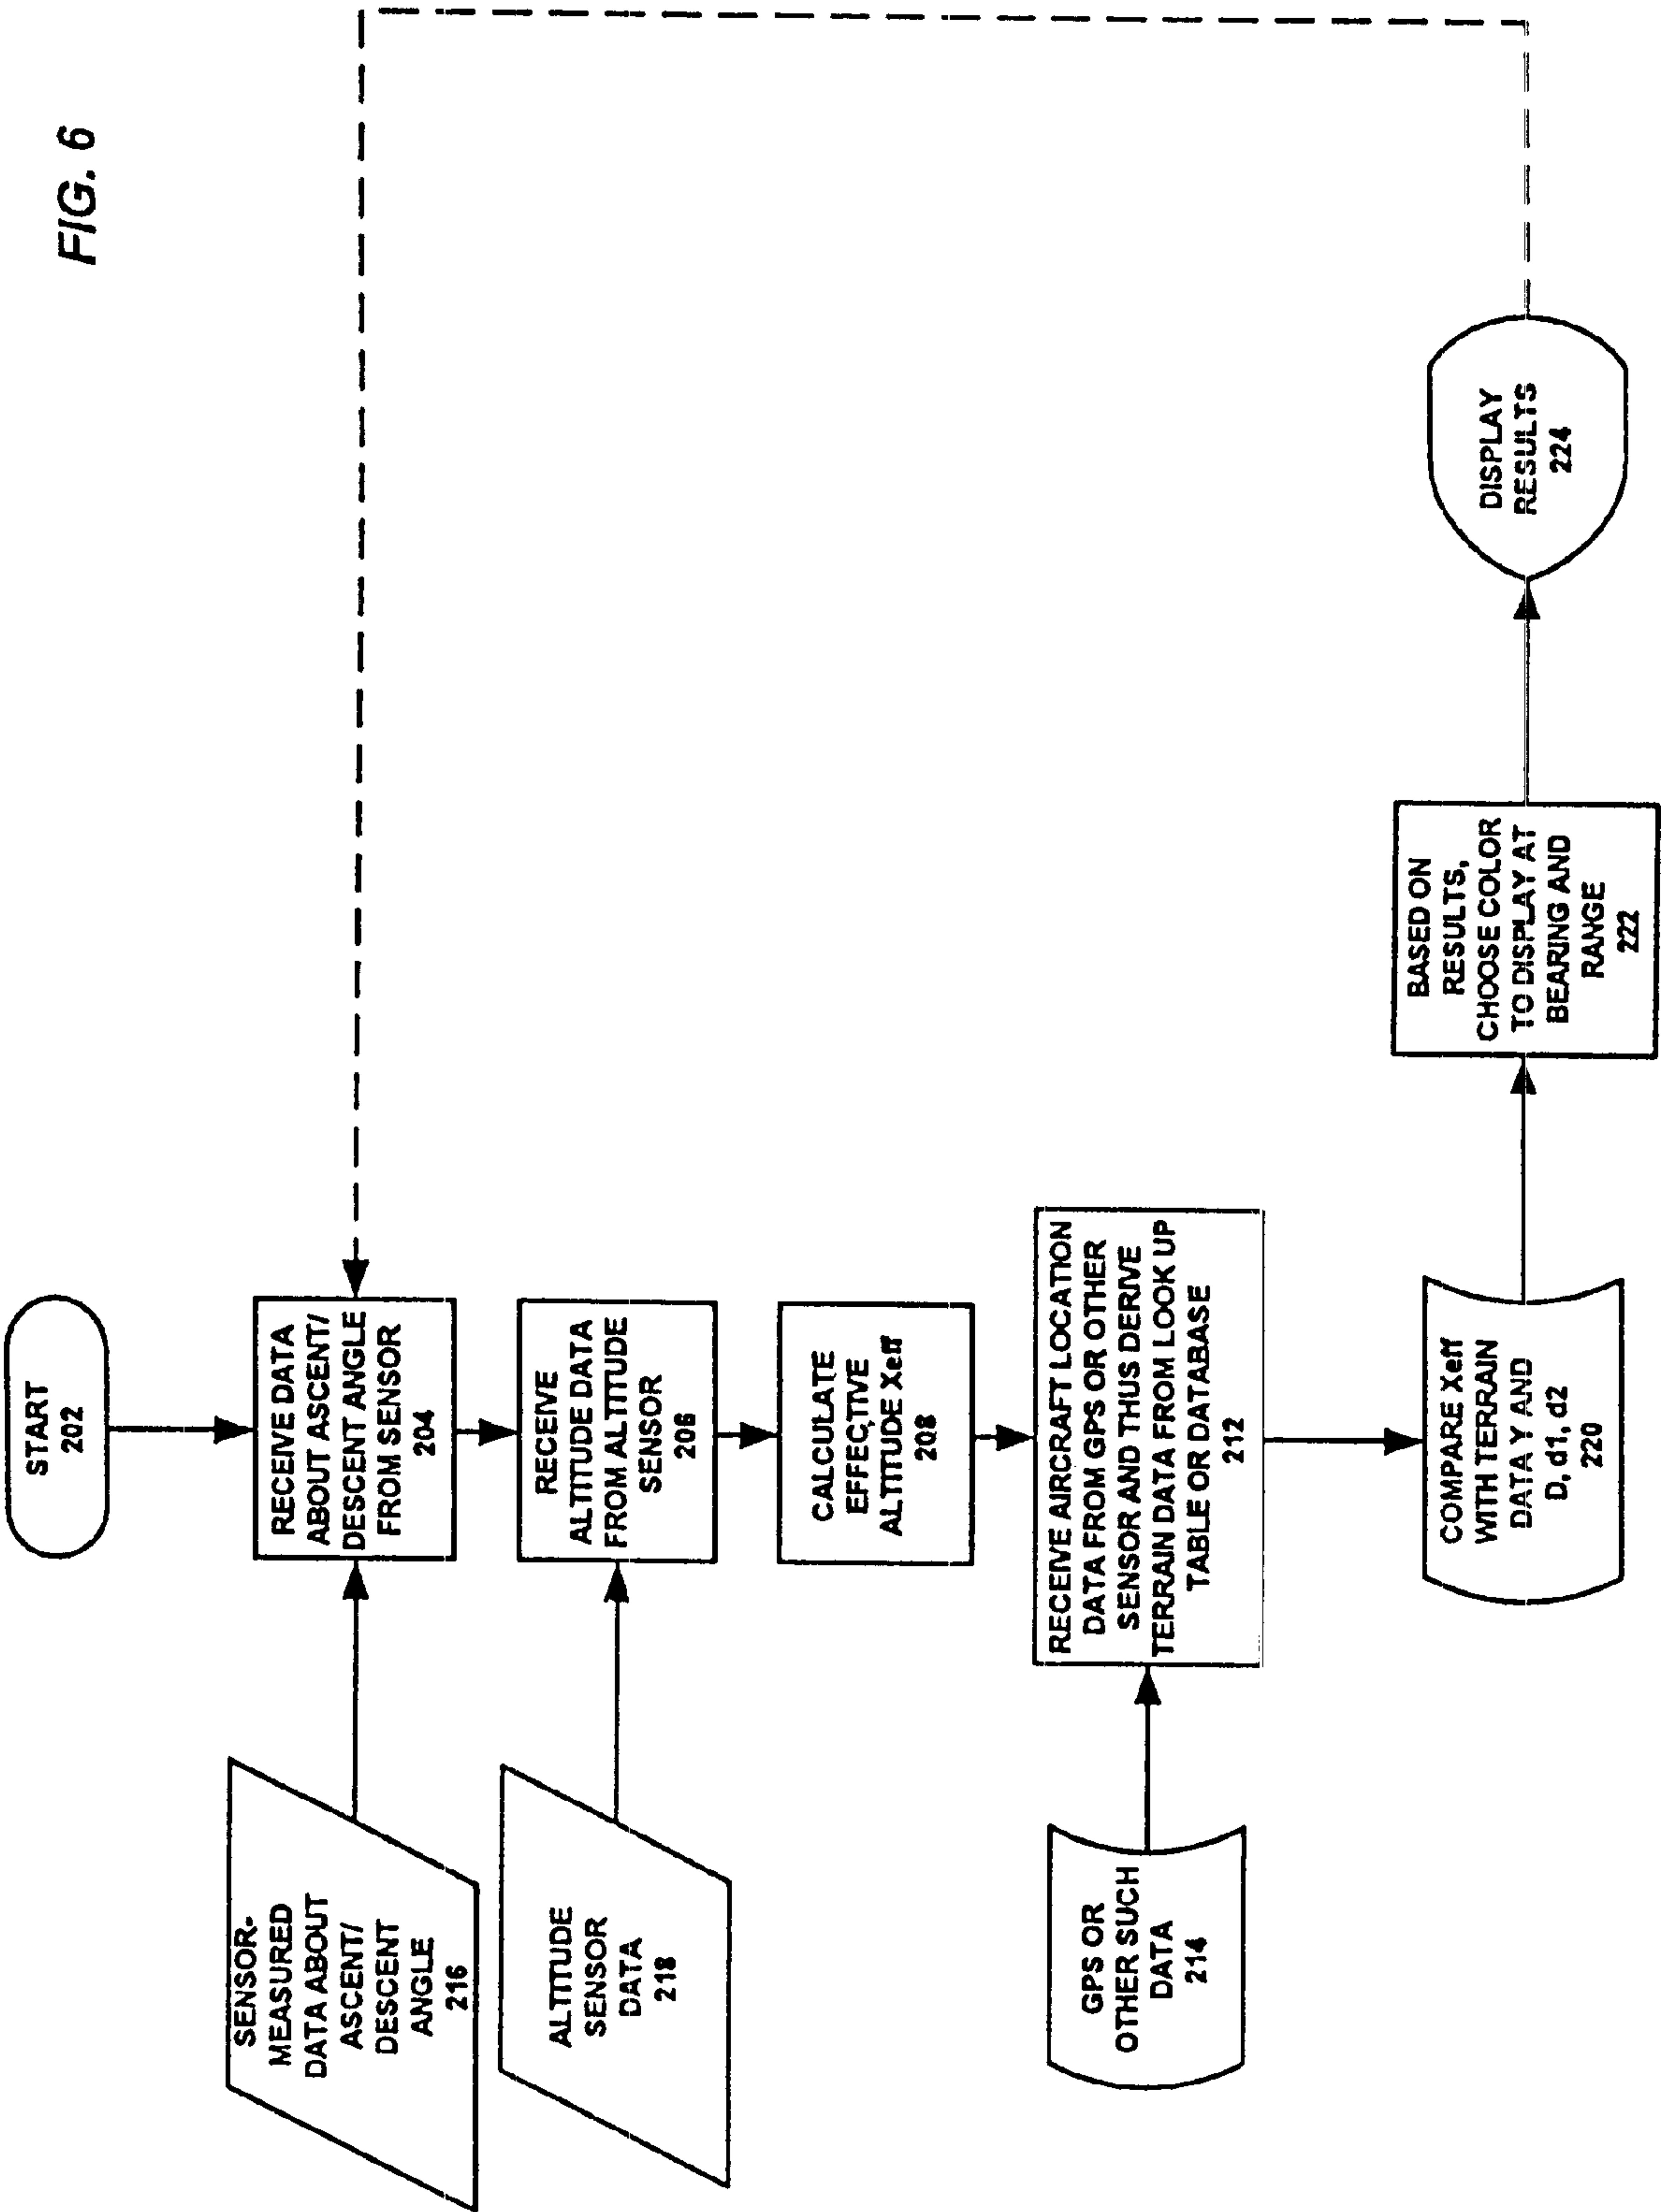 FIG. 6
START
202
SENSOR-
MEASURED
DATA ABOUT
ASCENT/
DESCENT
ANGLE
216
RECEIVE DATA
ABOUT ASCENT/
DESCENT ANGLE
FROM SENSOR
204
ALTITUDE
SENSOR
DATA
218
RECEIVE
ALTITUDE DATA
FROM ALTITUDE
SENSOR
206
CALCULATE
EFFECTIVE
ALTITUDE Xeff
208
GPS OR
OTHER SUCH
DATA
214
RECEIVE AIRCRAFT LOCATION
DATA FROM GPS OR OTHER
SENSOR AND THUS DERIVE
TERRAIN DATA FROM LOOK UP
TABLE OR DATABASE
212
COMPARE Xeff
WITH TERRAIN
DATA Y AND
D, d1, d2
220
BASED ON
RESULTS,
CHOOSE COLOR
TO DISPLAY AT
BEARING AND
RANGE
222
DISPLAY
RESULTS
224